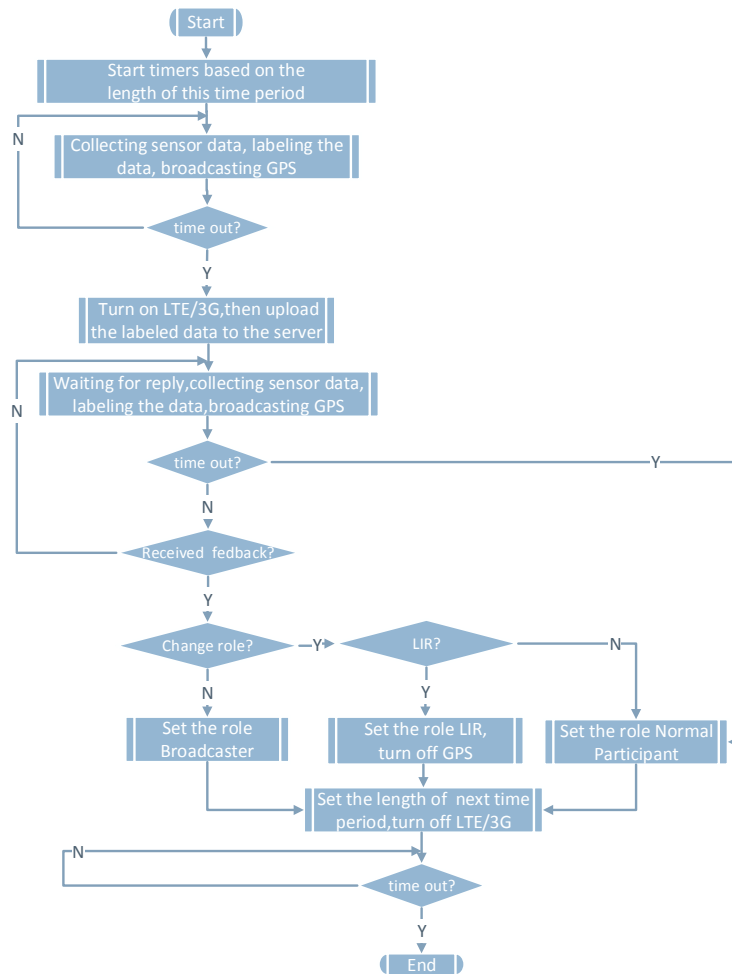 Start
Start timers based on the
length of this time period
N
Collecting sensor data, labeling the
data, broadcasting GPS
time out?
Y
Turn on LTE/3G,then upload
the labeled data to the server
Waiting for reply,collecting sensor data,
labeling the data,broadcasting GPS
N
time out?
Y
N
Received fedback?
Y
Change role?
Y
LIR?
N
N
Y
Set the role
Broadcaster
Set the role LIR,
turn off GPS
Set the role Normal
Participant
Set the length of next time
period,turn off LTE/3G
N
time out?
Y
End